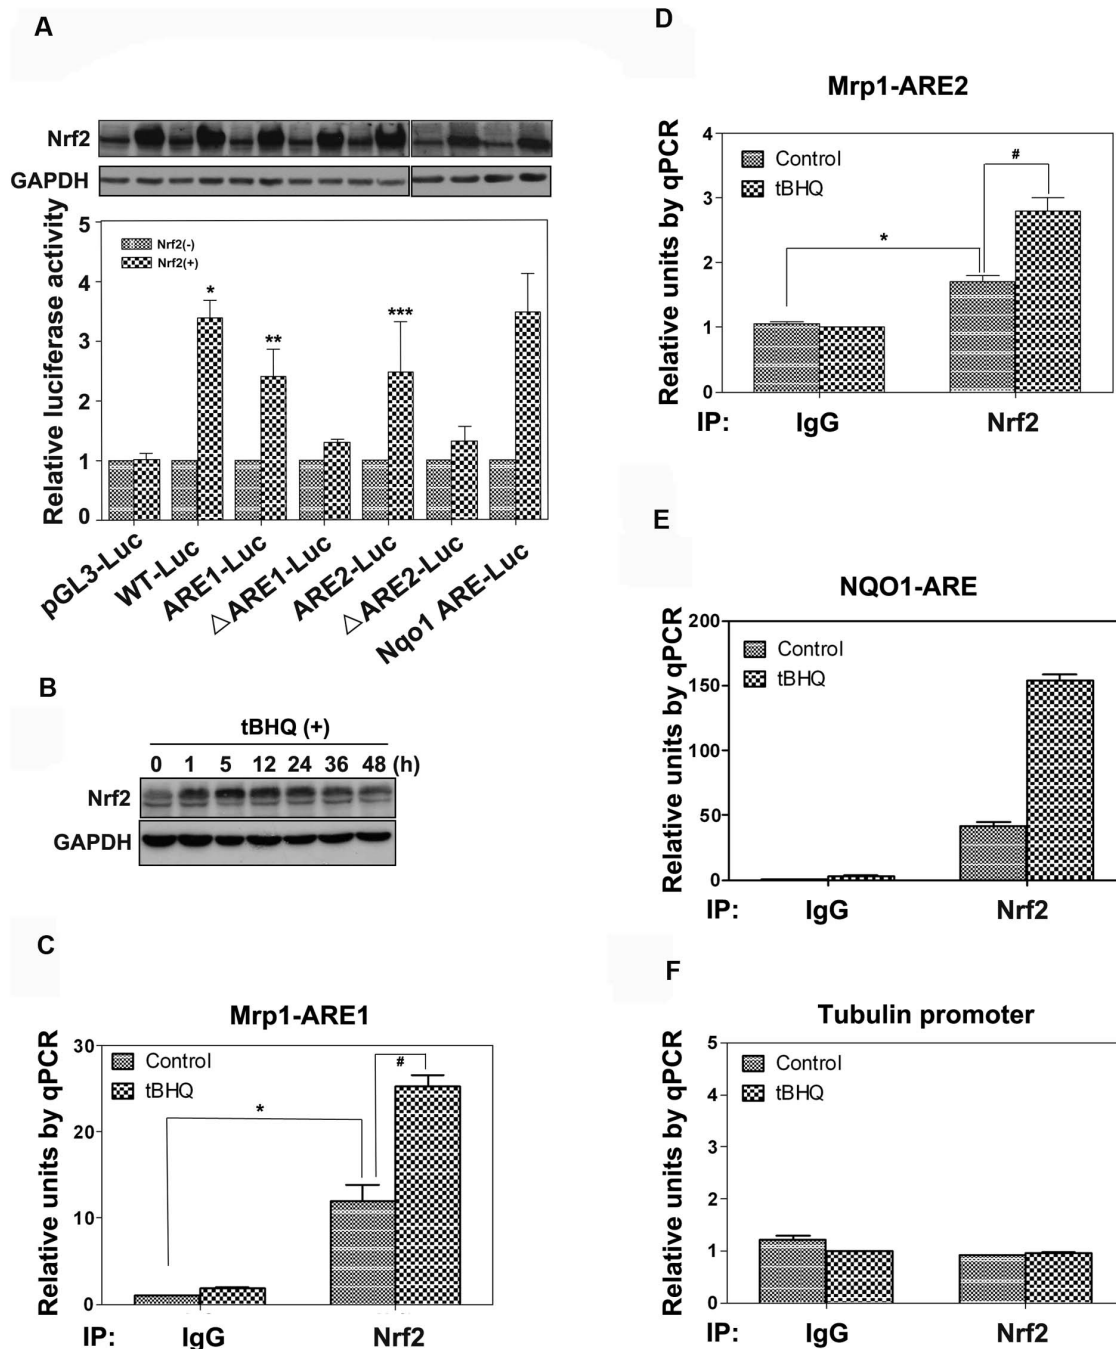 A
Nrf2
GAPDH
Relative luciferase activity
5
4
3
2
1
0
Nrf2(-)
Nrf2(+)
*
**
***
pGL3-Luc
WT-Luc
ARE1-Luc
△ARE1-Luc
ARE2-Luc
△ARE2-Luc
Nqo1 ARE-Luc
B
tBHQ (+)
0 1 5 12 24 36 48 (h)
Nrf2
GAPDH
C
Mrp1-ARE1
Relative units by qPCR
30
20
10
0
Control
tBHQ
*
#
IP: IgG Nrf2
D
Mrp1-ARE2
Relative units by qPCR
4
3
2
1
0
Control
tBHQ
*
#
IP: IgG Nrf2
E
NQO1-ARE
Relative units by qPCR
200
150
100
50
0
Control
tBHQ
IP: IgG Nrf2
F
Tubulin promoter
Relative units by qPCR
5
4
3
2
1
0
Control
tBHQ
IP: IgG Nrf2